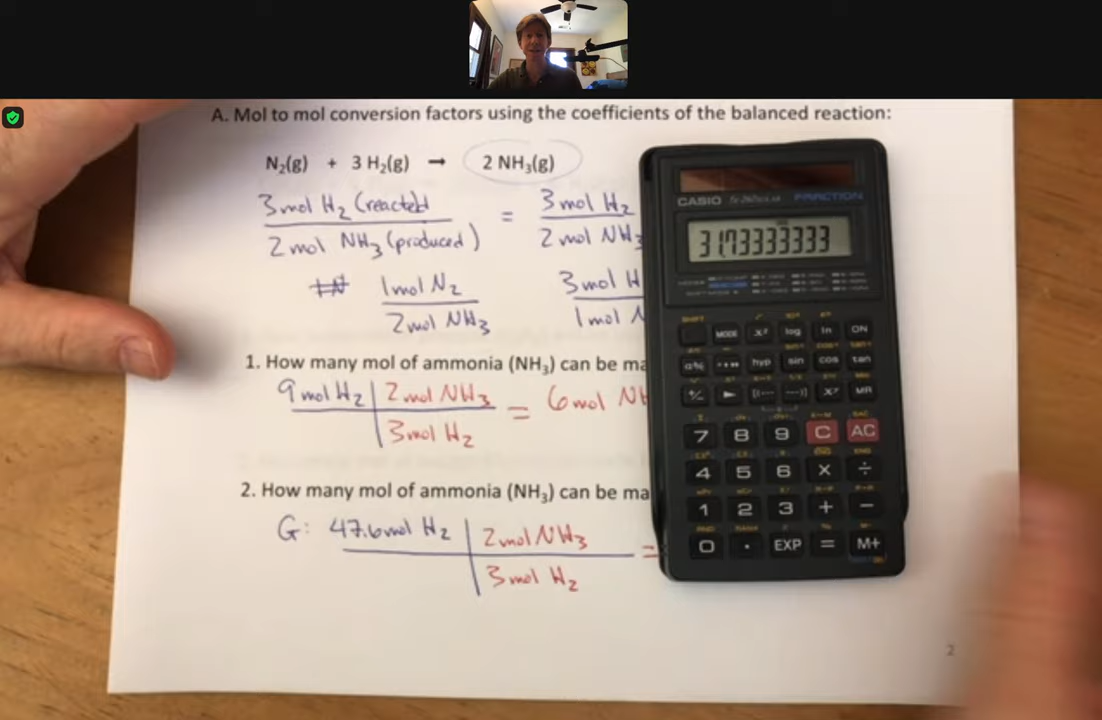 A. Mol to mol conversion factors using the coefficients of the balanced reaction:
N₂(g) + 3 H₂(g) → 2 NH₃(g)
3 mol H₂ (reacted) = 3 mol H₂
2 mol NH₃ (produced) 2 mol NH₃
1 mol N₂ 3 mol H
2 mol NH₃ 1 mol N
1. How many mol of ammonia (NH₃) can be ma
9 mol H₂ 2 mol NH₃ = 6 mol NH
3 mol H₂
2. How many mol of ammonia (NH₃) can be ma
G: 47.6 mol H₂ 2 mol NH₃ =
3 mol H₂
2
CASIO FRACTION
31.73333333
SHIFT
MODE x² log ln ON
hyp sin cos tan
+/- ► [(--- ---)] MR
7 8 9 C AC
4 5 6 × ÷
1 2 3 + −
0 . EXP = M+